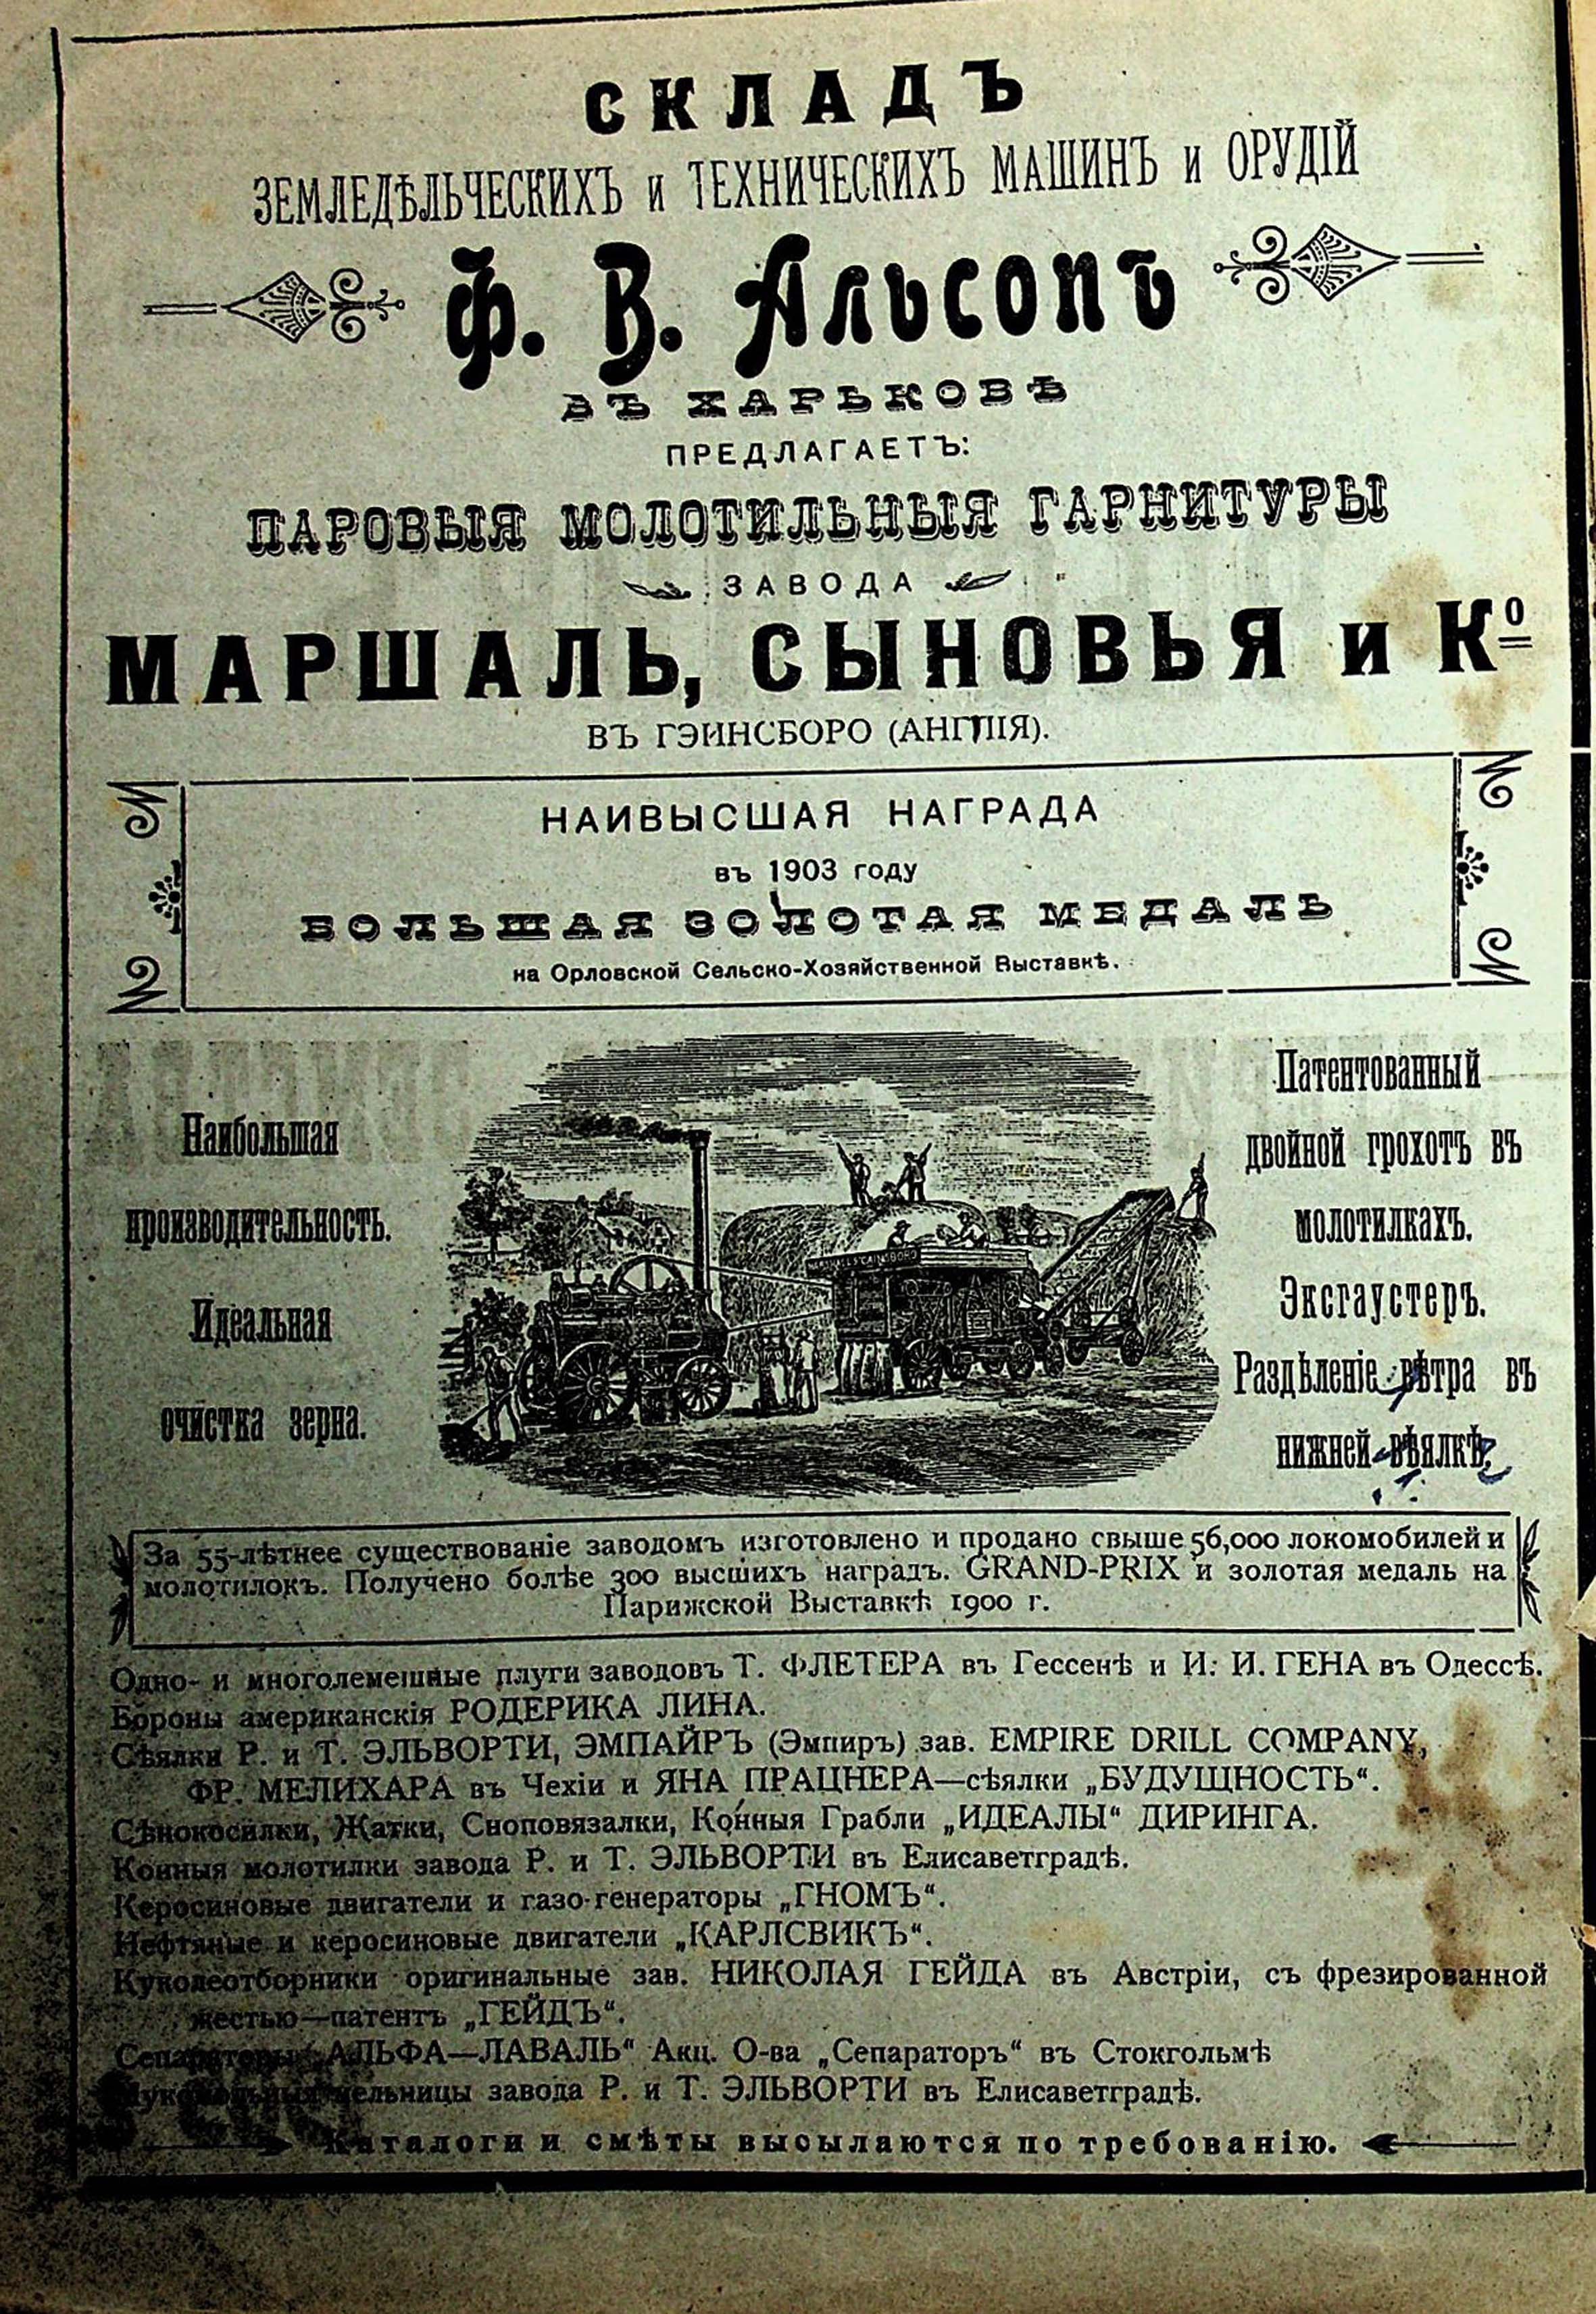 СКЛАДЪ
ЗЕМЛЕДѢЛЬЧЕСКИХЪ и ТЕХНИЧЕСКИХЪ МАШИНЪ и ОРУДІЙ
Ф. В. Альсопъ
ВЪ ХАРЬКОВѢ
ПРЕДЛАГАЕТЪ:
ПАРОВЫЯ МОЛОТИЛЬНЫЯ ГАРНИТУРЫ
ЗАВОДА
МАРШАЛЬ, СЫНОВЬЯ и Кº
ВЪ ГЭИНСБОРО (АНГЛІЯ).
НАИВЫСШАЯ НАГРАДА
въ 1903 году
БОЛЬШАЯ ЗОЛОТАЯ МЕДАЛЬ
на Орловской Сельско-Хозяйственной Выставкѣ.
Наибольшая
производительность.
Идеальная
очистка зерна.
Патентованный
двойной грохотъ въ
молотилкахъ.
Эксгаустеръ.
Раздѣленіе вѣтра въ
нижней вѣялкѣ.
За 55-лѣтнее существованіе заводомъ изготовлено и продано свыше 56,000 локомобилей и
молотилокъ. Получено болѣе 300 высшихъ наградъ. GRAND-PRIX и золотая медаль на
Парижской Выставкѣ 1900 г.
Одно- и многолемешные плуги заводовъ Т. ФЛЕТЕРА въ Гессенѣ и И. И. ГЕНА въ Одессѣ.
Бороны американскія РОДЕРИКА ЛИНА.
Сѣялки Р. и Т. ЭЛЬВОРТИ, ЭМПАЙРЪ (Эмпиръ) зав. EMPIRE DRILL COMPANY,
ФР. МЕЛИХАРА въ Чехіи и ЯНА ПРАЦНЕРА—сѣялки „БУДУЩНОСТЬ“.
Сѣнокосилки, Жатки, Сноповязалки, Конныя Грабли „ИДЕАЛЫ“ ДИРИНГА.
Конныя молотилки завода Р. и Т. ЭЛЬВОРТИ въ Елисаветградѣ.
Керосиновые двигатели и газо-генераторы „ГНОМЪ“.
Нефтяные и керосиновые двигатели „КАРЛСВИКЪ“.
Куколеотборники оригинальные зав. НИКОЛАЯ ГЕЙДА въ Австріи, съ фрезированной
жестью—патентъ „ГЕЙДЪ“.
Сепараторы „АЛЬФА—ЛАВАЛЬ“ Акц. О-ва „Сепараторъ“ въ Стокгольмѣ
Мукомольныя мельницы завода Р. и Т. ЭЛЬВОРТИ въ Елисаветградѣ.
Каталоги и смѣты высылаются по требованію.